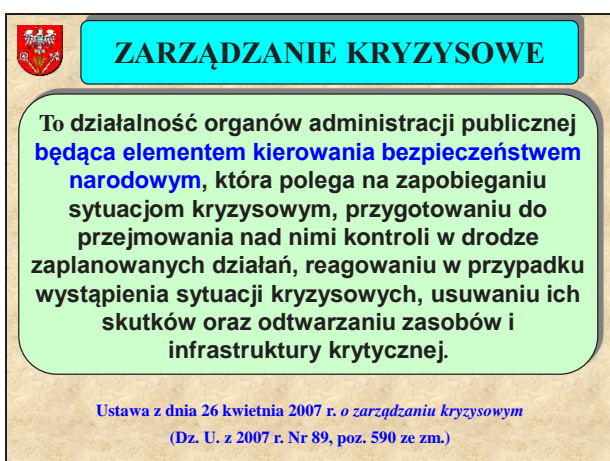 ZARZĄDZANIE KRYZYSOWE
To działalność organów administracji publicznej
będąca elementem kierowania bezpieczeństwem
narodowym, która polega na zapobieganiu
sytuacjom kryzysowym, przygotowaniu do
przejmowania nad nimi kontroli w drodze
zaplanowanych działań, reagowaniu w przypadku
wystąpienia sytuacji kryzysowych, usuwaniu ich
skutków oraz odtwarzaniu zasobów i
infrastruktury krytycznej.
Ustawa z dnia 26 kwietnia 2007 r. o zarządzaniu kryzysowym
(Dz. U. z 2007 r. Nr 89, poz. 590 ze zm.)